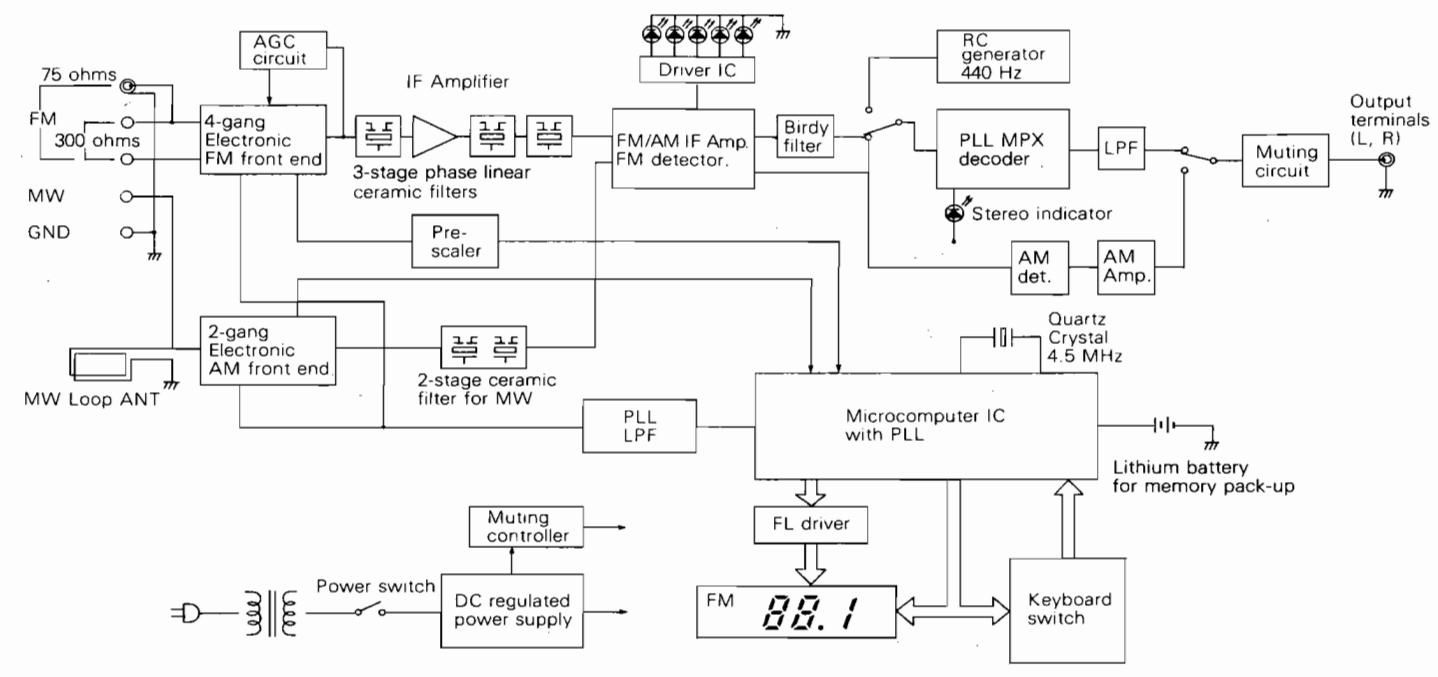 AGC
circuit
75 ohms
FM
300 ohms
MW
GND
MW Loop ANT
4-gang
Electronic
FM front end
IF Amplifier
3-stage phase linear
ceramic filters
Driver IC
FM/AM IF Amp.
FM detector.
Birdy
filter
RC
generator
440 Hz
PLL MPX
decoder
LPF
Muting
circuit
Output
terminals
(L, R)
Stereo indicator
AM
det.
AM
Amp.
Pre-
scaler
2-gang
Electronic
AM front end.
2-stage ceramic
filter for MW
Quartz
Crystal
4.5 MHz
PLL
LPF
Microcomputer IC
with PLL
Lithium battery
for memory pack-up
Muting
controller
FL driver
Power switch
DC regulated
power supply
FM 88.1
Keyboard
switch